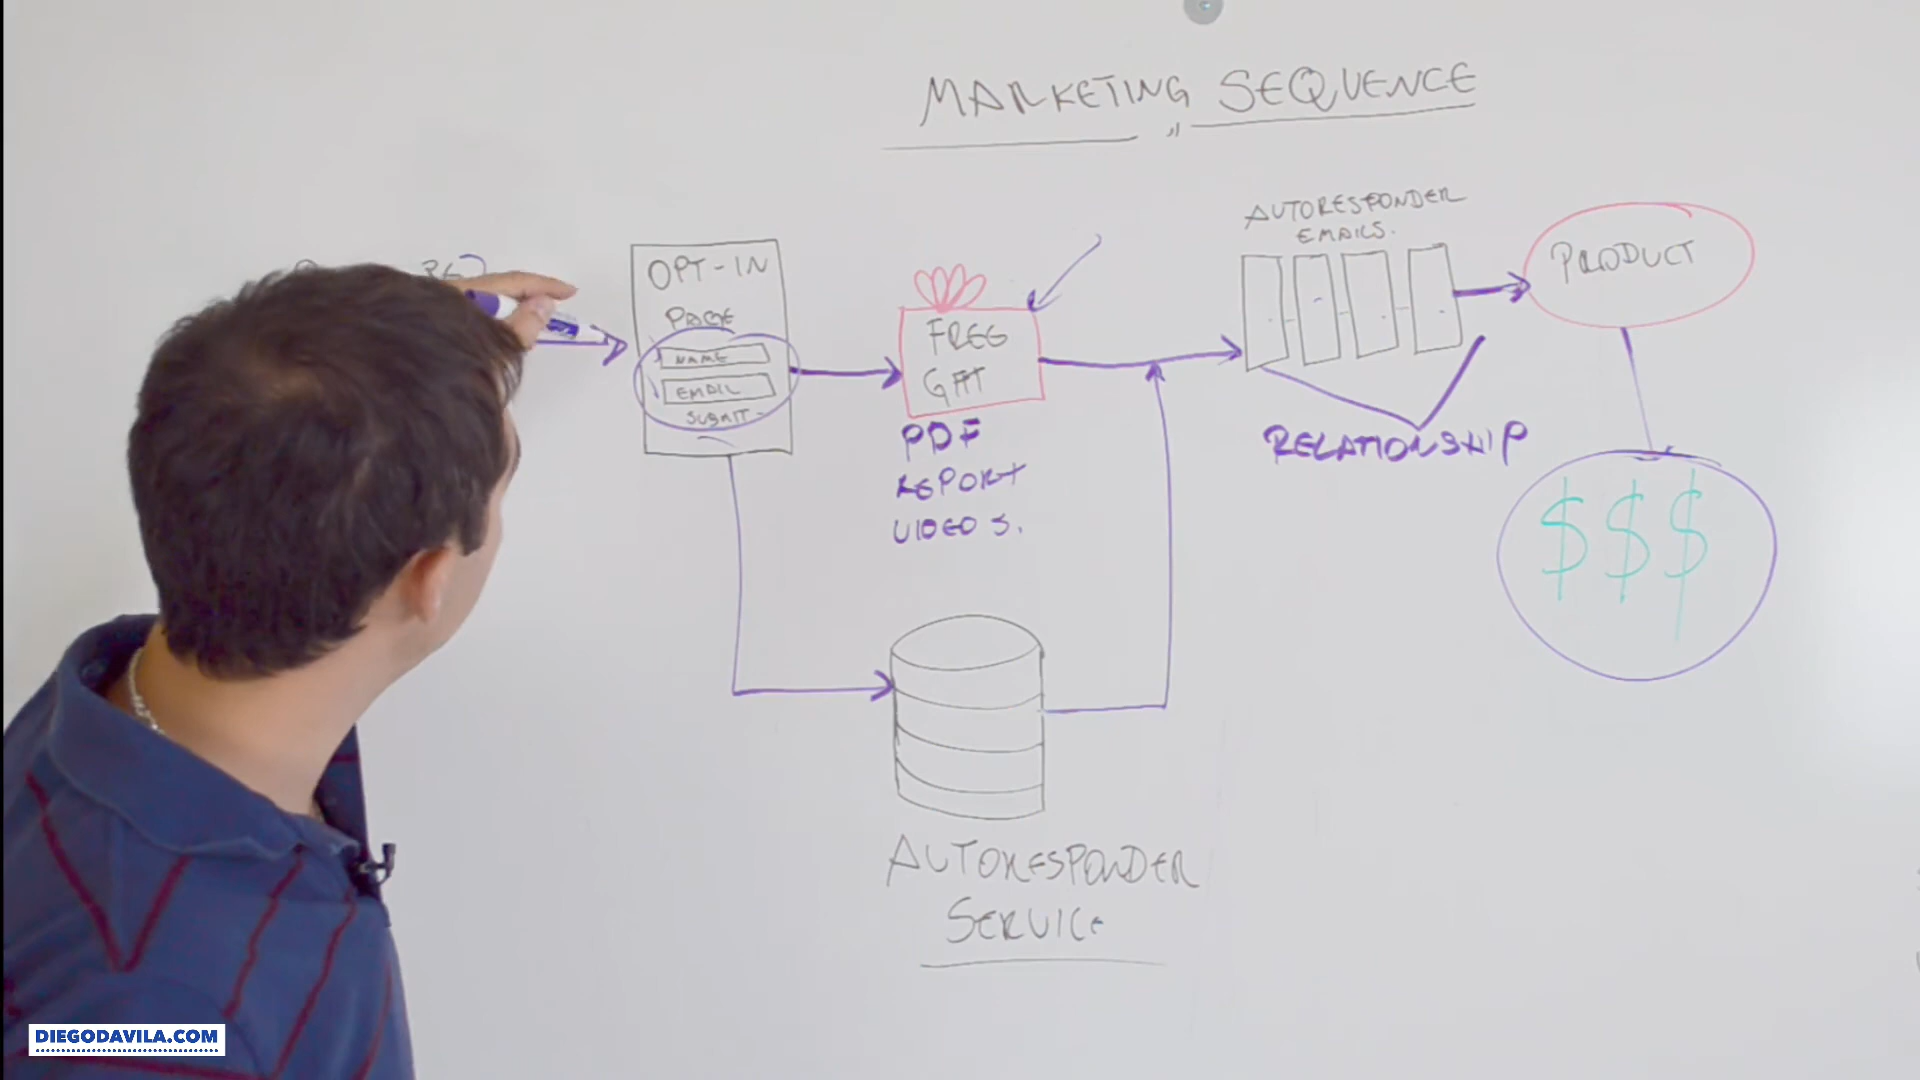 MARKETING SEQUENCE
OPT-IN
PAGE
NAME
EMAIL
SUBMIT
FREE
GIFT
PDF
REPORT
VIDEOS.
AUTORESPONDER
EMAILS.
PRODUCT
RELATIONSHIP
$$$
AUTORESPONDER
SERVICE
DIEGODAVILA.COM